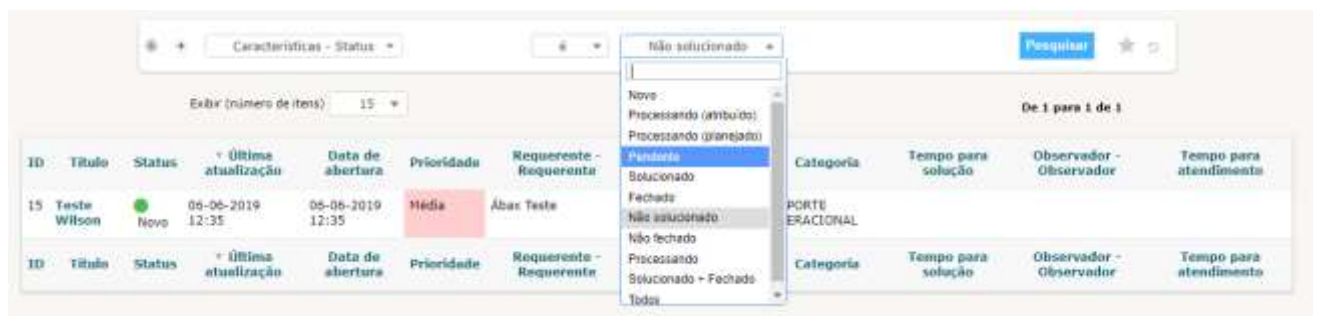 Características - Status
é
Não solucionado
Pesquisar
Novo
Processando (atribuído)
Processando (planejado)
Pendente
Solucionado
Fechado
Não solucionado
Não fechado
Processando
Solucionado + Fechado
Todos
Exibir (número de itens) 15
De 1 para 1 de 1
ID Título Status Última atualização Data de abertura Prioridade Requerente - Requerente Categoria Tempo para solução Observador - Observador Tempo para atendimento
15 Teste Wilson Novo 06-06-2019 12:35 06-06-2019 12:35 Média Ábax Teste PORTE ERACIONAL
ID Título Status Última atualização Data de abertura Prioridade Requerente - Requerente Categoria Tempo para solução Observador - Observador Tempo para atendimento